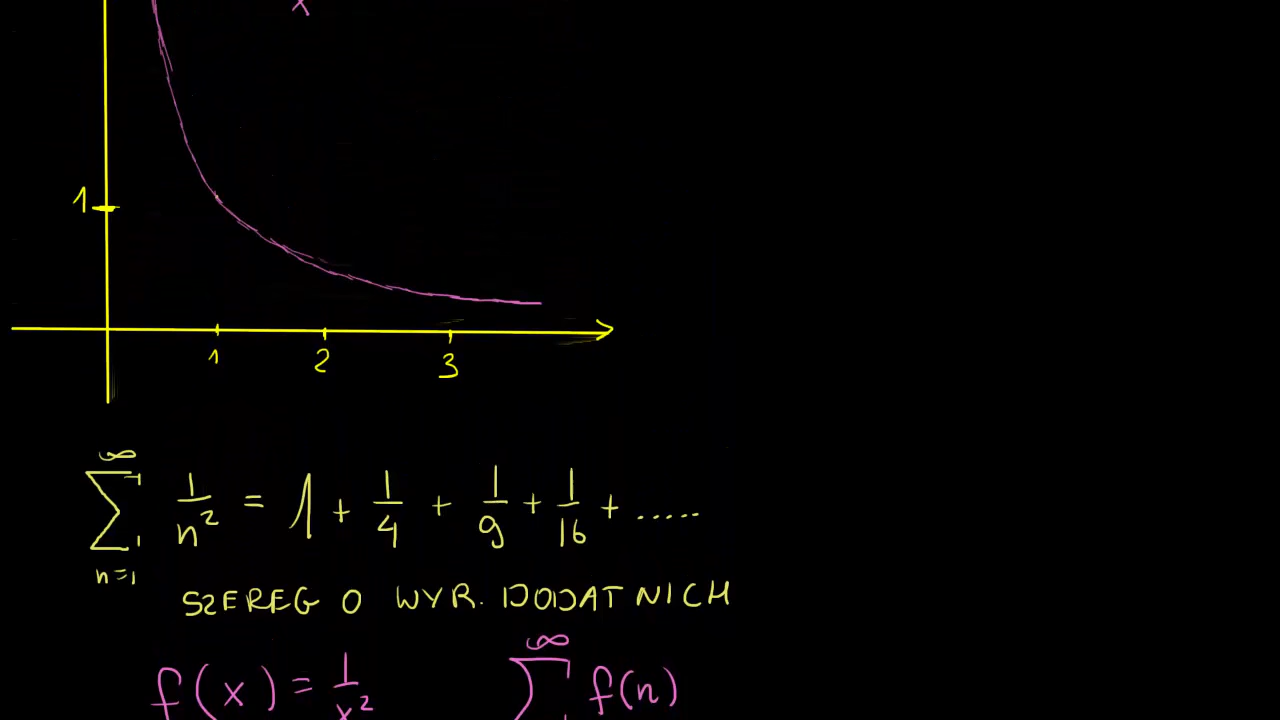 x
1
1 2 3
∞
∑ 1/n² = 1 + 1/4 + 1/9 + 1/16 + .....
n=1
SZEREG O WYR. DODATNICH
f(x) = 1/x² ∞ ∑ f(n)